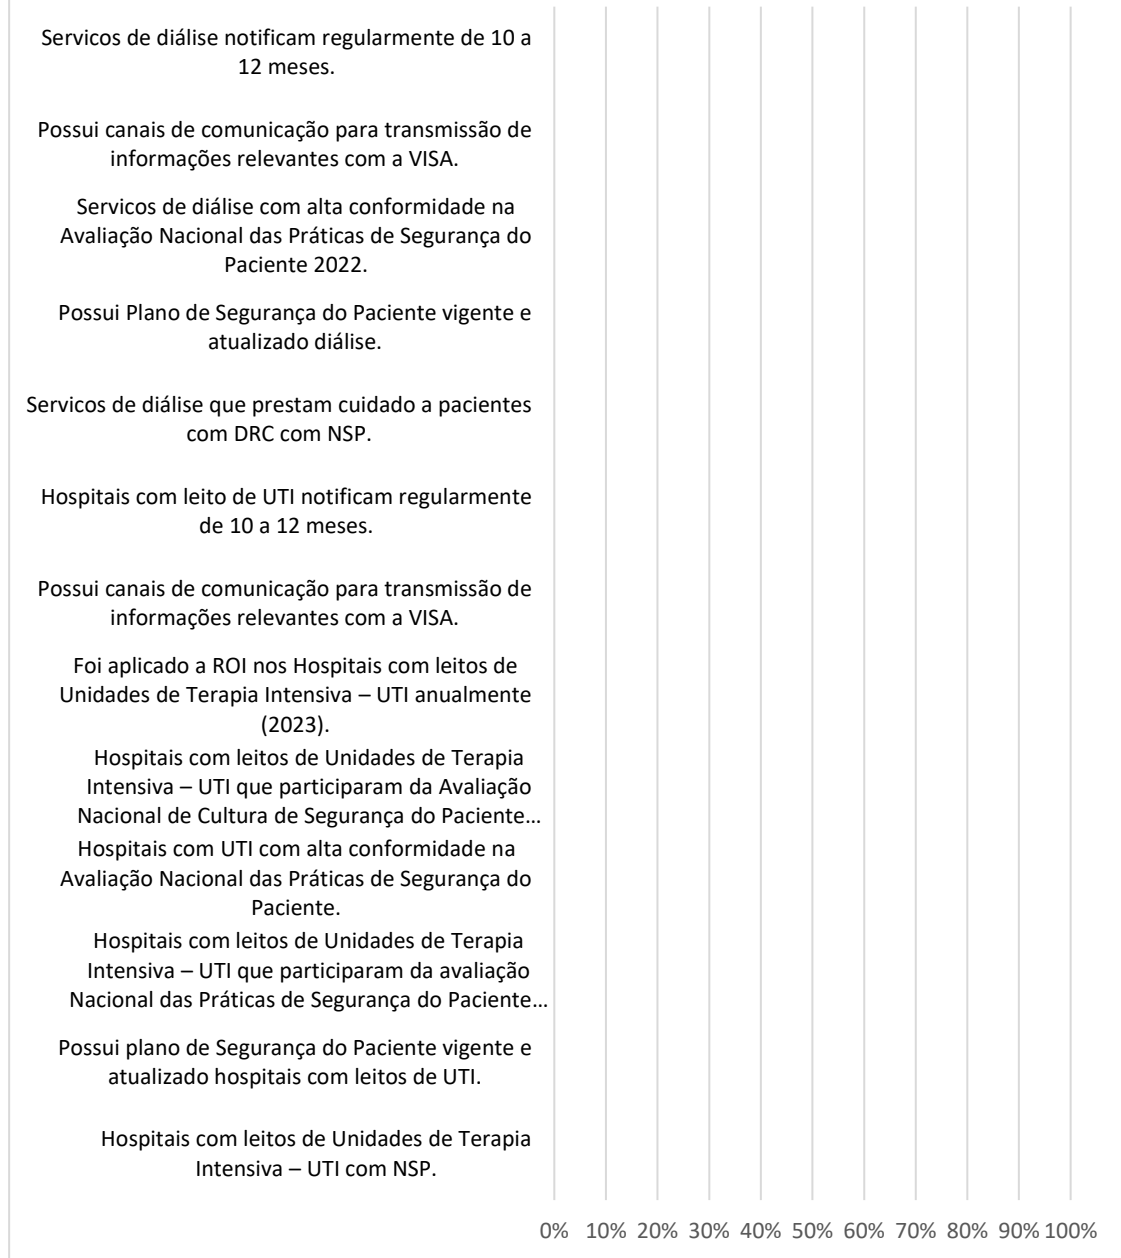 Servicos de diálise notificam regularmente de 10 a
12 meses.
Possui canais de comunicação para transmissão de
informações relevantes com a VISA.
Servicos de diálise com alta conformidade na
Avaliação Nacional das Práticas de Segurança do
Paciente 2022.
Possui Plano de Segurança do Paciente vigente e
atualizado diálise.
Servicos de diálise que prestam cuidado a pacientes
com DRC com NSP.
Hospitais com leito de UTI notificam regularmente
de 10 a 12 meses.
Possui canais de comunicação para transmissão de
informações relevantes com a VISA.
Foi aplicado a ROI nos Hospitais com leitos de
Unidades de Terapia Intensiva – UTI anualmente
(2023).
Hospitais com leitos de Unidades de Terapia
Intensiva – UTI que participaram da Avaliação
Nacional de Cultura de Segurança do Paciente...
Hospitais com UTI com alta conformidade na
Avaliação Nacional das Práticas de Segurança do
Paciente.
Hospitais com leitos de Unidades de Terapia
Intensiva – UTI que participaram da avaliação
Nacional das Práticas de Segurança do Paciente...
Possui plano de Segurança do Paciente vigente e
atualizado hospitais com leitos de UTI.
Hospitais com leitos de Unidades de Terapia
Intensiva – UTI com NSP.
0% 10% 20% 30% 40% 50% 60% 70% 80% 90% 100%